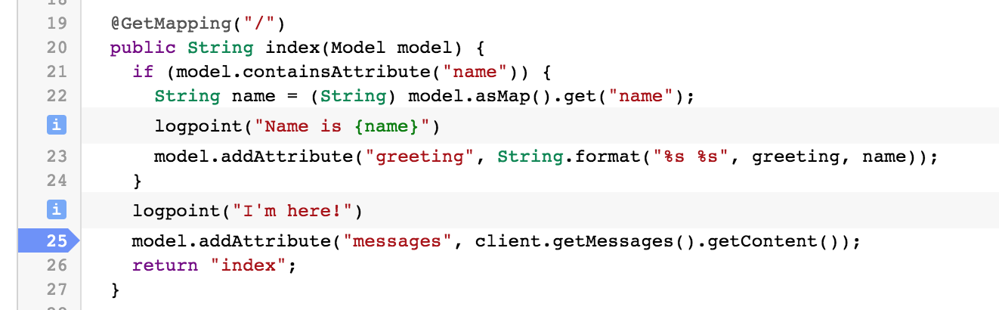 19 @GetMapping("/")
20 public String index(Model model) {
21 if (model.containsAttribute("name")) {
22 String name = (String) model.asMap().get("name");
i logpoint("Name is {name}")
23 model.addAttribute("greeting", String.format("%s %s", greeting, name));
24 }
i logpoint("I'm here!")
25 model.addAttribute("messages", client.getMessages().getContent());
26 return "index";
27 }